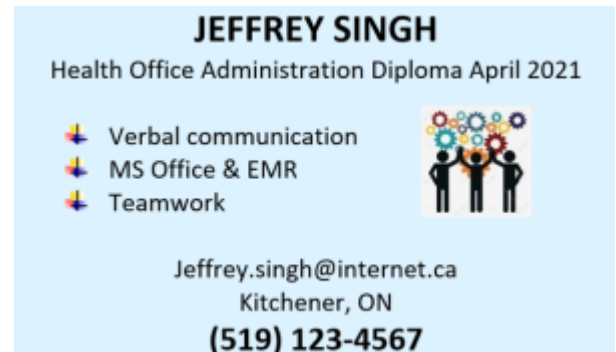 JEFFREY SINGH
Health Office Administration Diploma April 2021
Verbal communication
MS Office & EMR
Teamwork
Jeffrey.singh@internet.ca
Kitchener, ON
(519) 123-4567